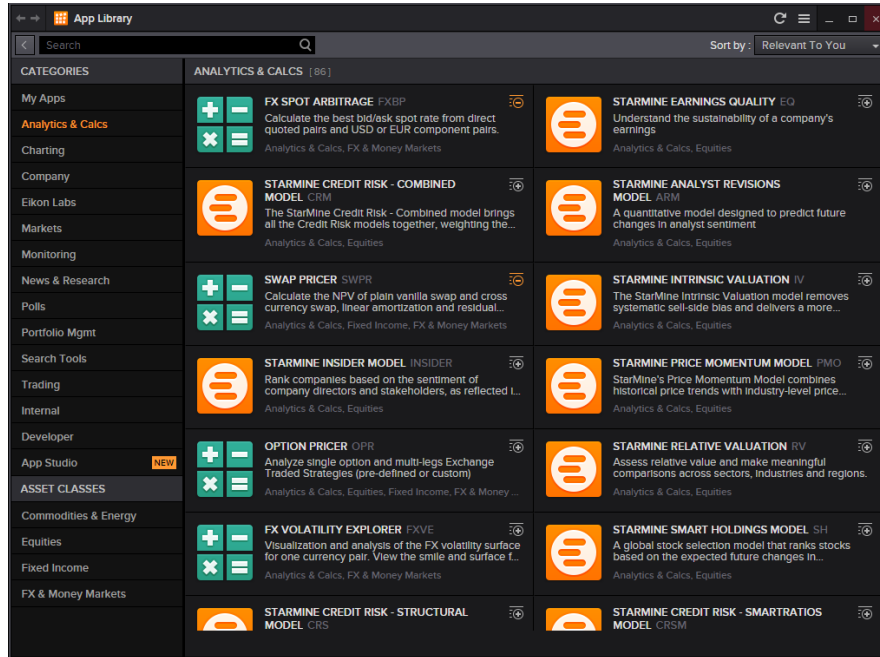 App Library
Search
Sort by : Relevant To You
CATEGORIES
My Apps
Analytics & Calcs
Charting
Company
Eikon Labs
Markets
Monitoring
News & Research
Polls
Portfolio Mgmt
Search Tools
Trading
Internal
Developer
App Studio NEW
ASSET CLASSES
Commodities & Energy
Equities
Fixed Income
FX & Money Markets
ANALYTICS & CALCS [86]
FX SPOT ARBITRAGE FXBP
Calculate the best bid/ask spot rate from direct
quoted pairs and USD or EUR component pairs.
Analytics & Calcs, FX & Money Markets
STARMINE EARNINGS QUALITY EQ
Understand the sustainability of a company's
earnings
Analytics & Calcs, Equities
STARMINE CREDIT RISK - COMBINED
MODEL CRM
The StarMine Credit Risk - Combined model brings
all the Credit Risk models together, weighting the...
Analytics & Calcs, Equities
STARMINE ANALYST REVISIONS
MODEL ARM
A quantitative model designed to predict future
changes in analyst sentiment
Analytics & Calcs, Equities
SWAP PRICER SWPR
Calculate the NPV of plain vanilla swap and cross
currency swap, linear amortization and residual...
Analytics & Calcs, Fixed Income, FX & Money Markets
STARMINE INTRINSIC VALUATION IV
The StarMine Intrinsic Valuation model removes
systematic sell-side bias and delivers a more...
Analytics & Calcs, Equities
STARMINE INSIDER MODEL INSIDER
Rank companies based on the sentiment of
company directors and stakeholders, as reflected i...
Analytics & Calcs, Equities
STARMINE PRICE MOMENTUM MODEL PMO
StarMine's Price Momentum Model combines
historical price trends with industry-level price...
Analytics & Calcs, Equities
OPTION PRICER OPR
Analyze single option and multi-legs Exchange
Traded Strategies (pre-defined or custom)
Analytics & Calcs, Equities, Fixed Income, FX & Money ...
STARMINE RELATIVE VALUATION RV
Assess relative value and make meaningful
comparisons across sectors, industries and regions.
Analytics & Calcs, Equities
FX VOLATILITY EXPLORER FXVE
Visualization and analysis of the FX volatility surface
for one currency pair. View the smile and surface f...
Analytics & Calcs, FX & Money Markets
STARMINE SMART HOLDINGS MODEL SH
A global stock selection model that ranks stocks
based on the expected future changes in...
Analytics & Calcs, Equities
STARMINE CREDIT RISK - STRUCTURAL
MODEL CRS
STARMINE CREDIT RISK - SMARTRATIOS
MODEL CRSM